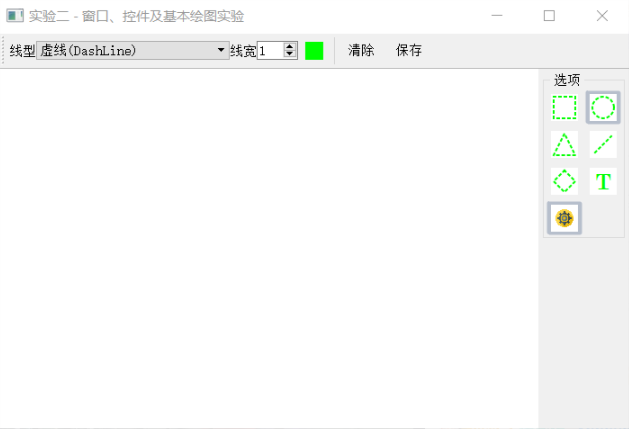 实验二 - 窗口、控件及基本绘图实验
线型 虚线(DashLine) 线宽 1 清除 保存
选项
T